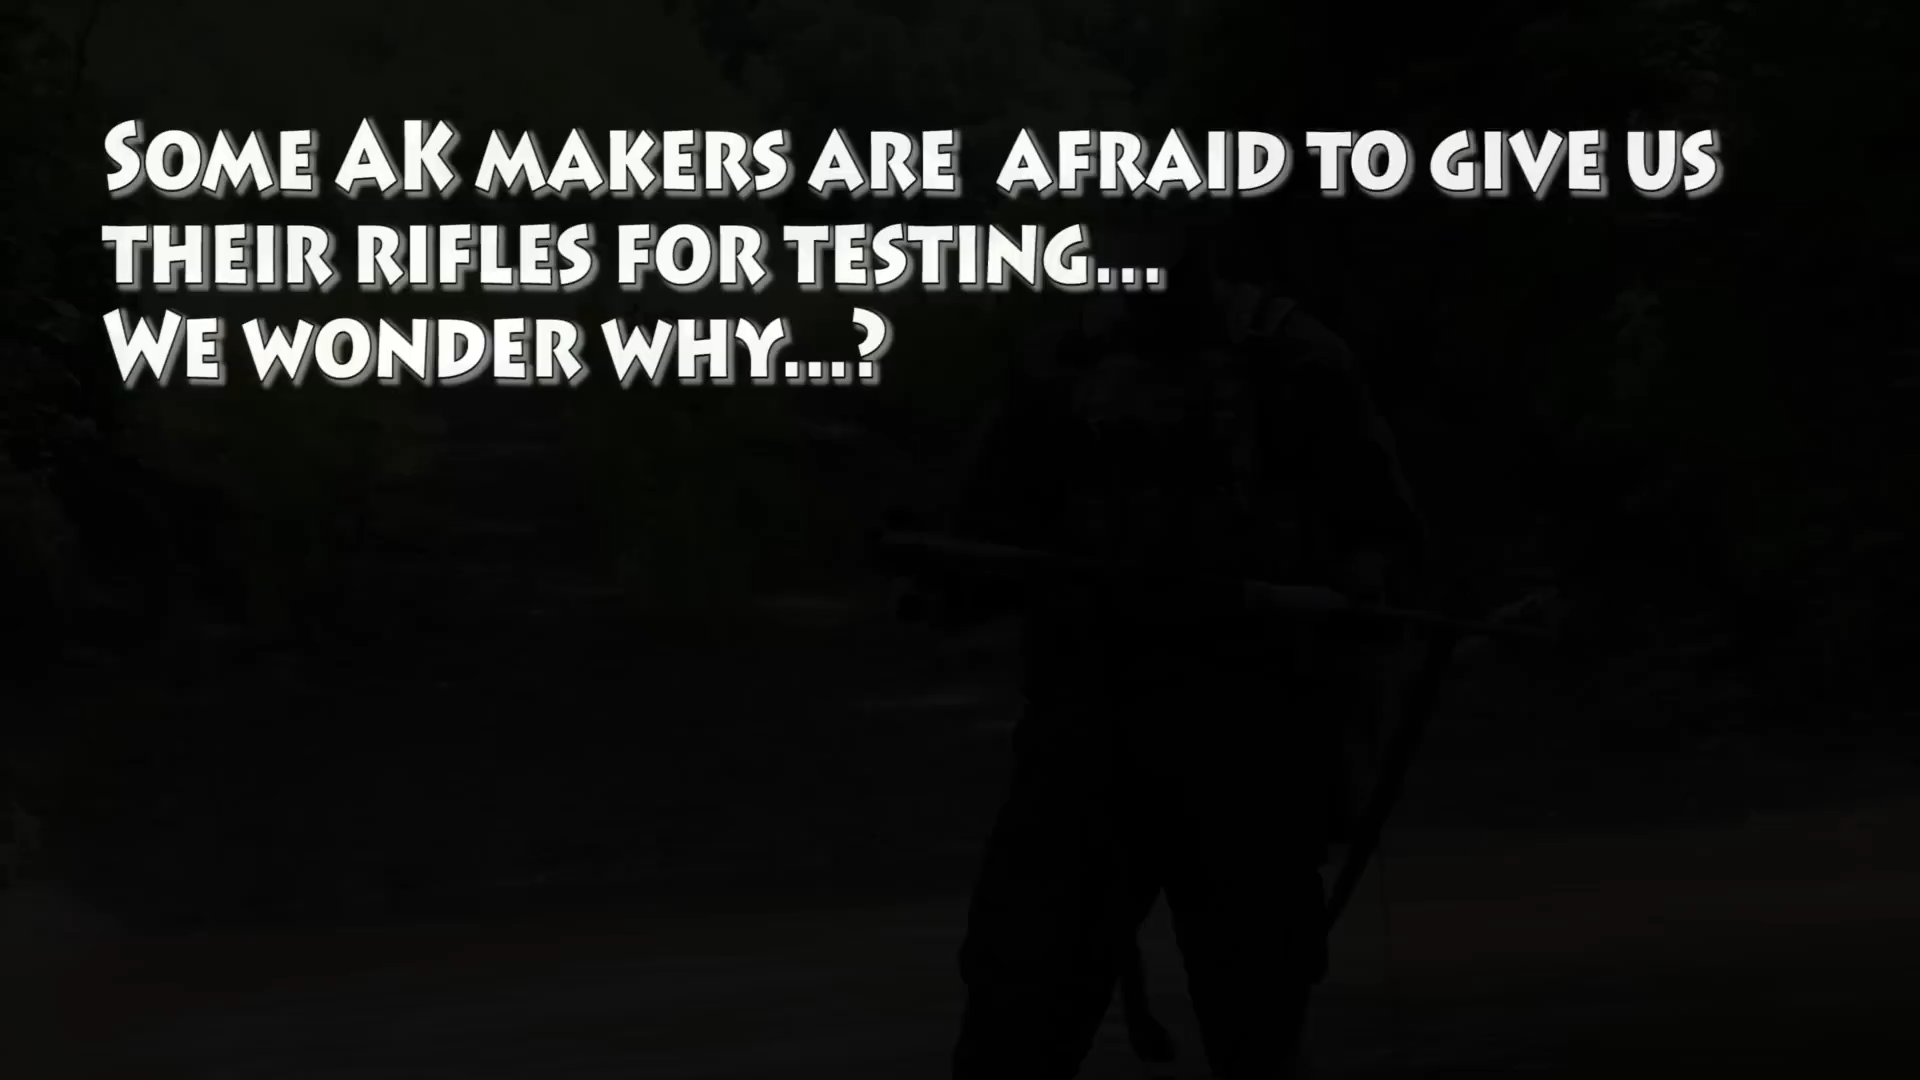 Some AK makers are afraid to give us
their rifles for testing...
We wonder why...?